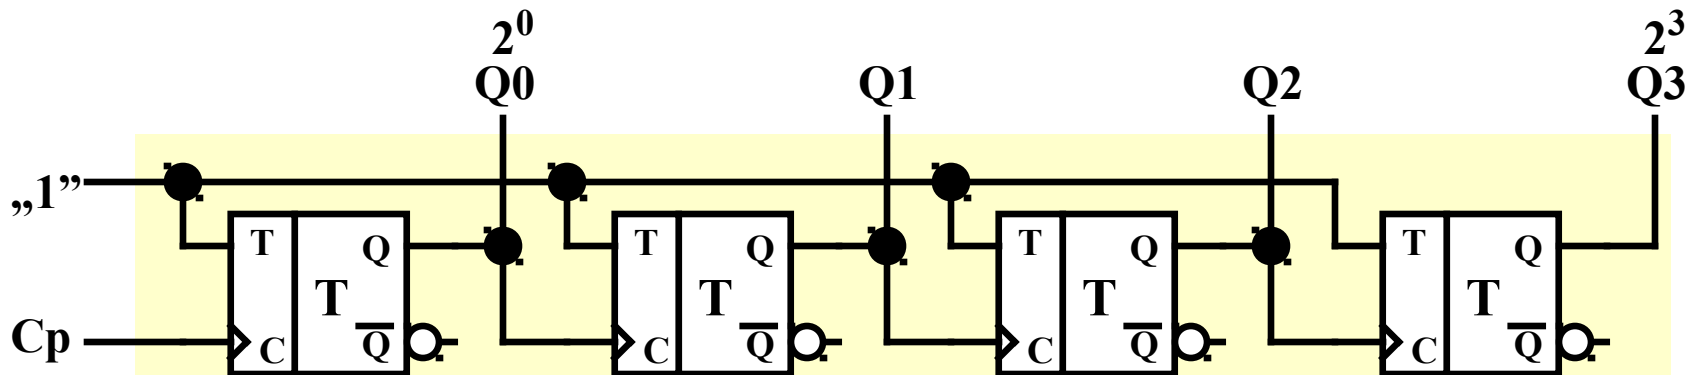 2⁰ 2³
Q0 Q1 Q2 Q3
„1”
T Q T Q T Q T Q
T T T T
Cp C Q̅ C Q̅ C Q̅ C Q̅